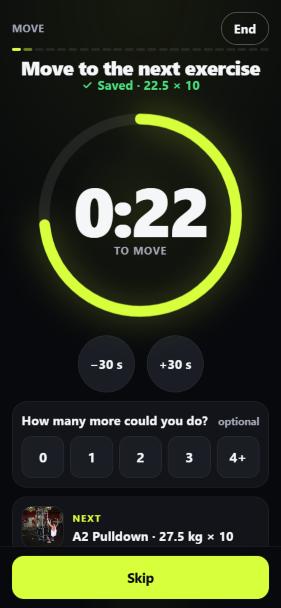 MOVE
End
Move to the next exercise
✓ Saved · 22.5 × 10
0:22
TO MOVE
−30 s
+30 s
How many more could you do? optional
0 1 2 3 4+
NEXT
A2 Pulldown · 27.5 kg × 10
Skip